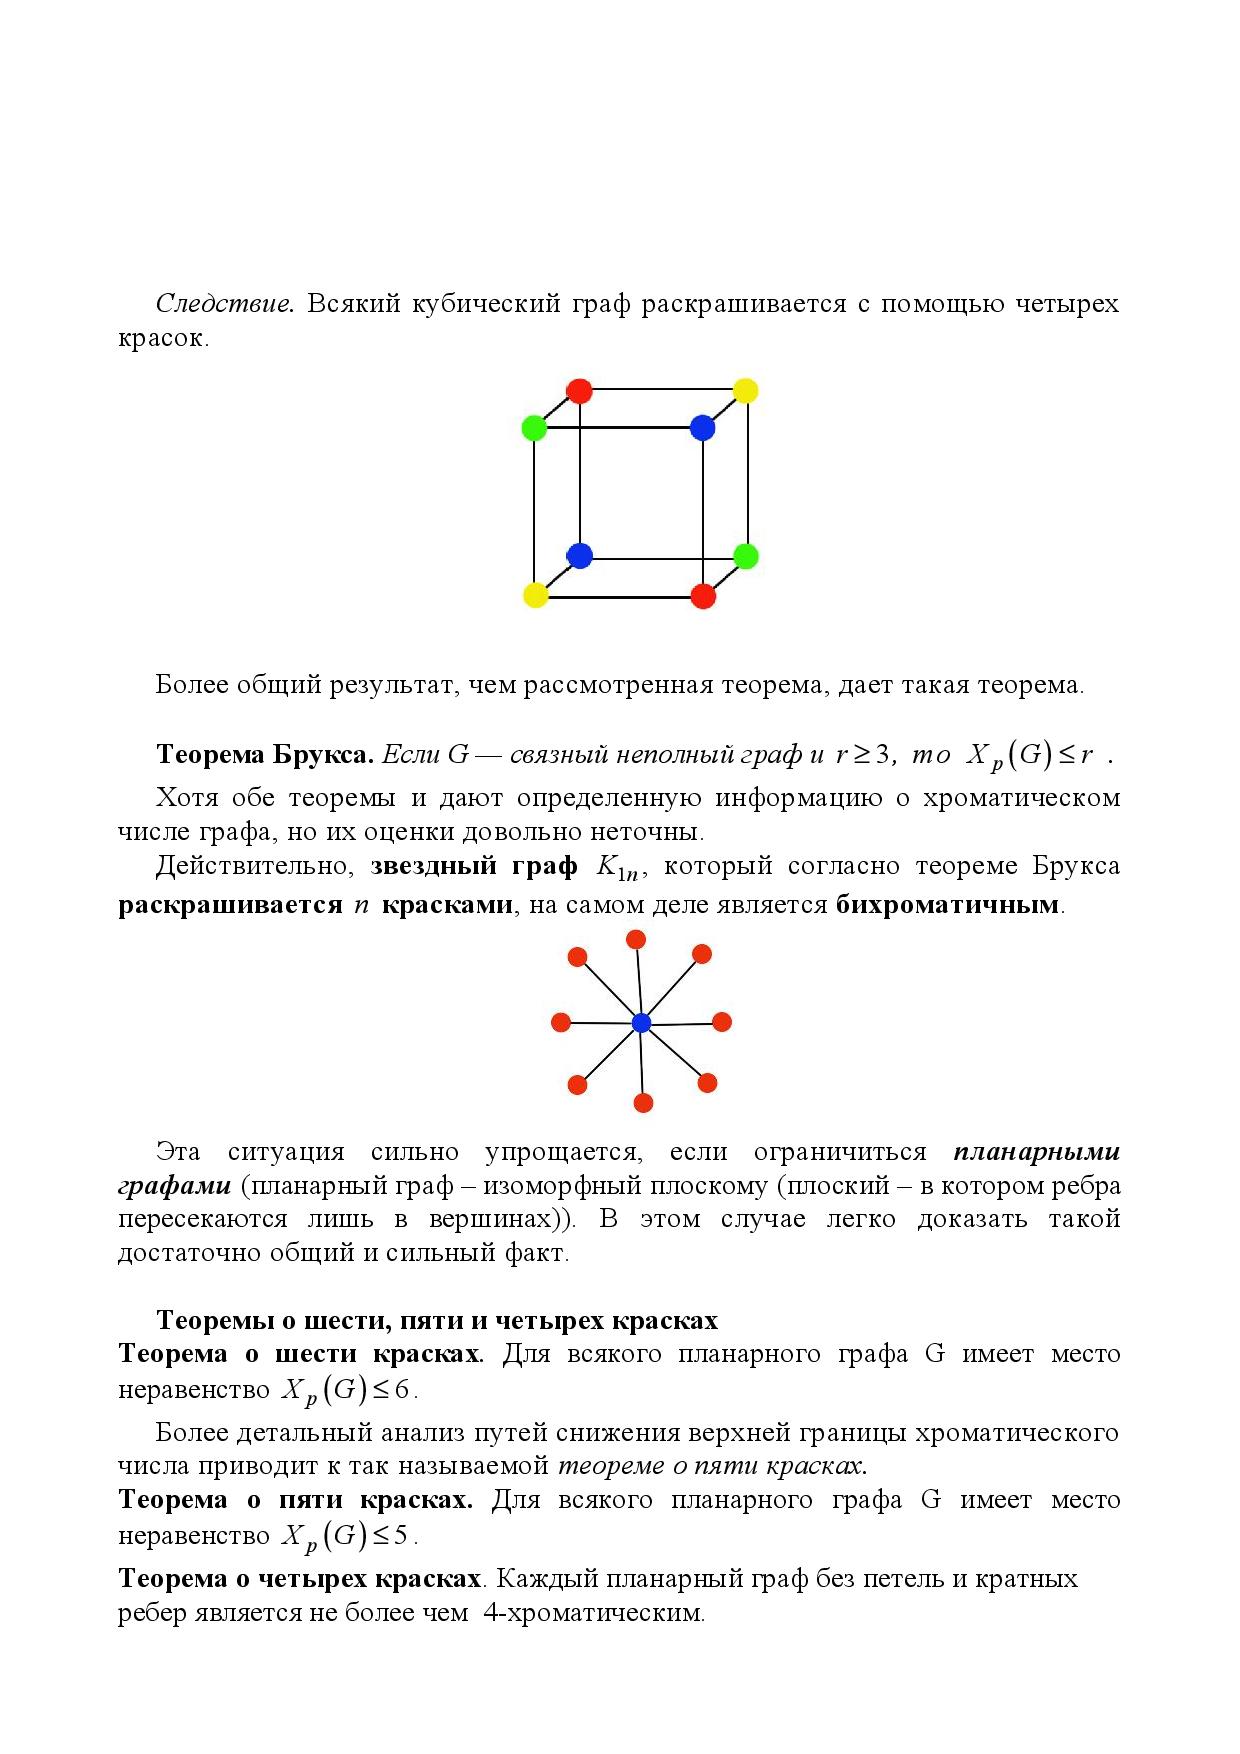 Следствие. Всякий кубический граф раскрашивается с помощью четырех
красок.
Более общий результат, чем рассмотренная теорема, дает такая теорема.
Теорема Брукса. Если G — связный неполный граф и r ≥ 3, то X_p(G) ≤ r .
Хотя обе теоремы и дают определенную информацию о хроматическом
числе графа, но их оценки довольно неточны.
Действительно, звездный граф K_{1n}, который согласно теореме Брукса
раскрашивается n красками, на самом деле является бихроматичным.
Эта ситуация сильно упрощается, если ограничиться планарными
графами (планарный граф – изоморфный плоскому (плоский – в котором ребра
пересекаются лишь в вершинах)). В этом случае легко доказать такой
достаточно общий и сильный факт.
Теоремы о шести, пяти и четырех красках
Теорема о шести красках. Для всякого планарного графа G имеет место
неравенство X_p(G) ≤ 6.
Более детальный анализ путей снижения верхней границы хроматического
числа приводит к так называемой теореме о пяти красках.
Теорема о пяти красках. Для всякого планарного графа G имеет место
неравенство X_p(G) ≤ 5.
Теорема о четырех красках. Каждый планарный граф без петель и кратных
ребер является не более чем 4-хроматическим.